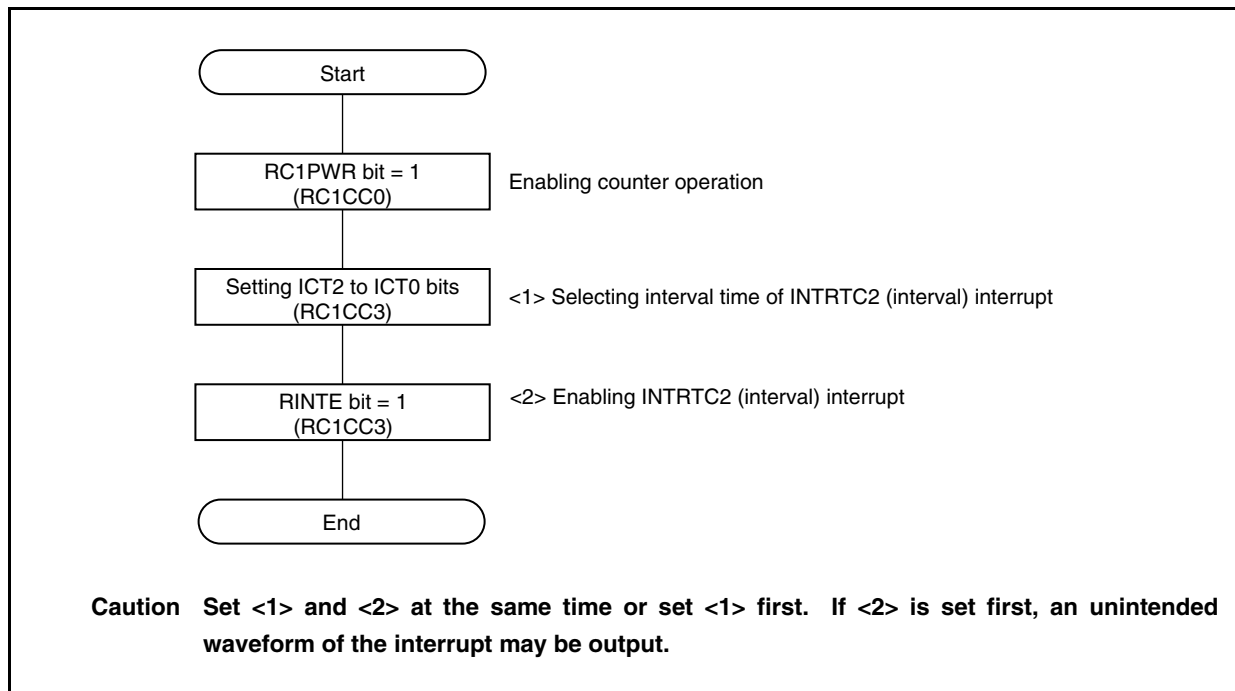 Start
RC1PWR bit = 1
(RC1CC0)
Enabling counter operation
Setting ICT2 to ICT0 bits
(RC1CC3)
<1> Selecting interval time of INTRTC2 (interval) interrupt
RINTE bit = 1
(RC1CC3)
<2> Enabling INTRTC2 (interval) interrupt
End
Caution Set <1> and <2> at the same time or set <1> first. If <2> is set first, an unintended
waveform of the interrupt may be output.